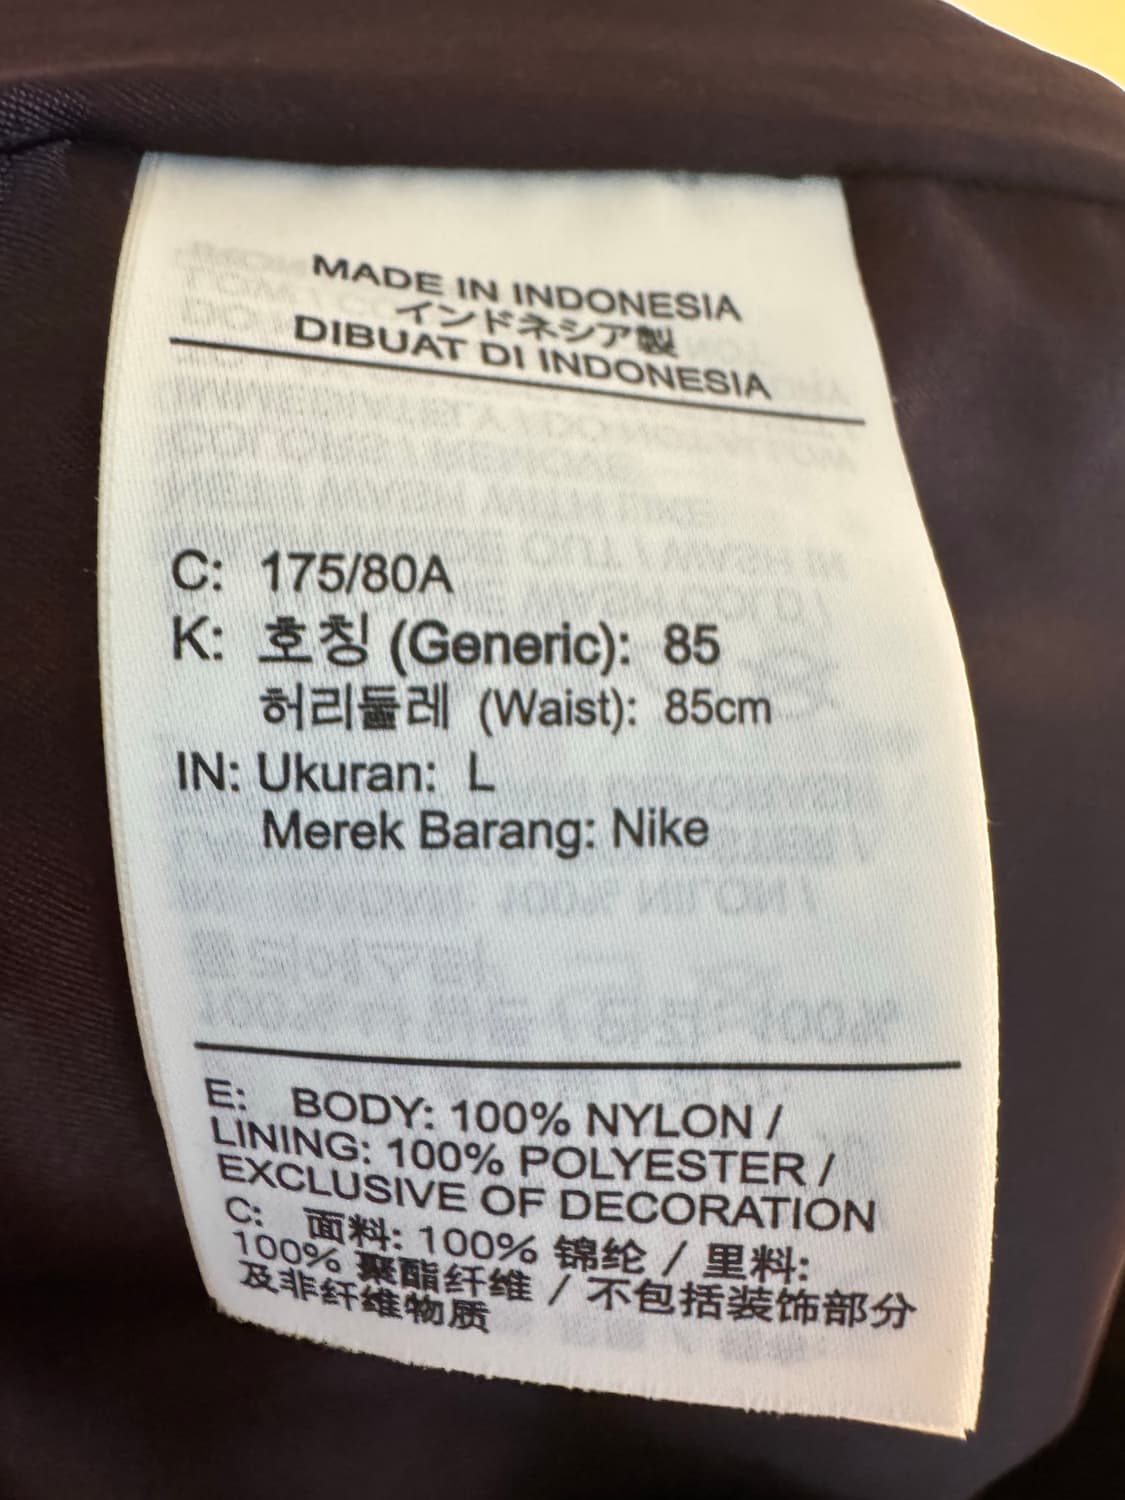 MADE IN INDONESIA
インドネシア製
DIBUAT DI INDONESIA
C: 175/80A
K: 호칭 (Generic): 85
허리둘레 (Waist): 85cm
IN: Ukuran: L
Merek Barang: Nike
E: BODY: 100% NYLON /
LINING: 100% POLYESTER /
EXCLUSIVE OF DECORATION
C: 面料: 100% 锦纶 / 里料:
100% 聚酯纤维 / 不包括装饰部分
及非纤维物质